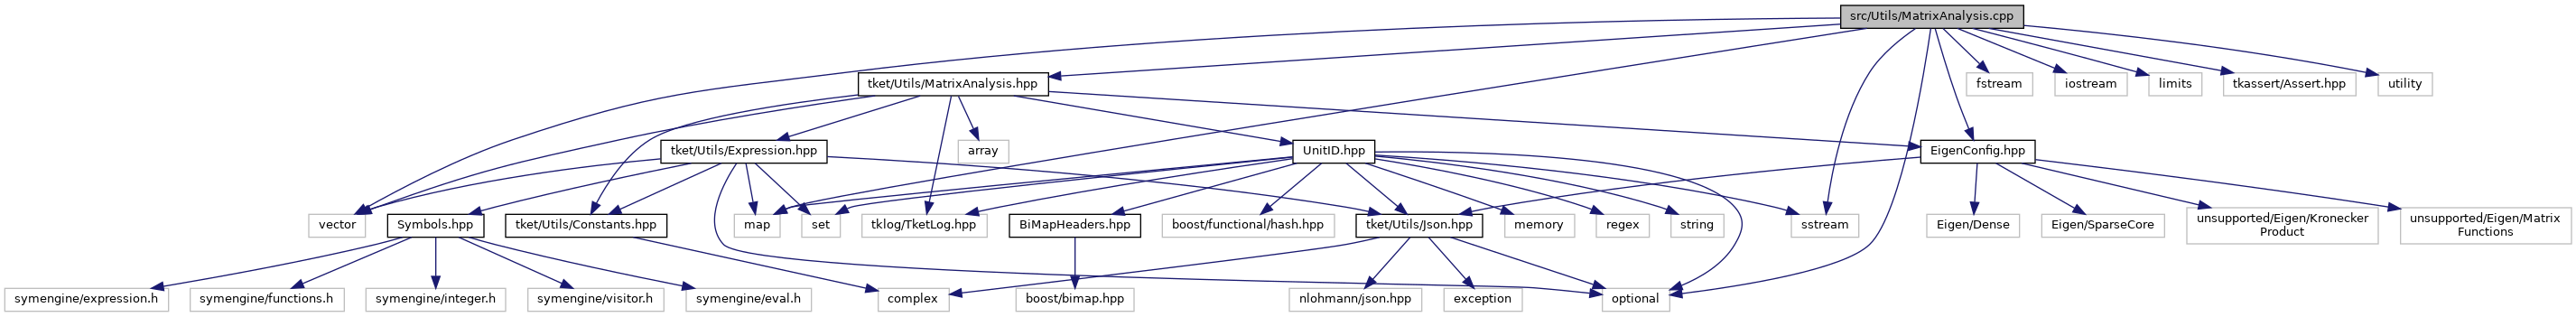 src/Utils/MatrixAnalysis.cpp
tket/Utils/MatrixAnalysis.hpp
fstream
iostream
limits
tkassert/Assert.hpp
utility
tket/Utils/Expression.hpp
array
UnitID.hpp
EigenConfig.hpp
vector
Symbols.hpp
tket/Utils/Constants.hpp
map
set
tklog/TketLog.hpp
BiMapHeaders.hpp
boost/functional/hash.hpp
tket/Utils/Json.hpp
memory
regex
string
sstream
Eigen/Dense
Eigen/SparseCore
unsupported/Eigen/Kronecker
Product
unsupported/Eigen/Matrix
Functions
symengine/expression.h
symengine/functions.h
symengine/integer.h
symengine/visitor.h
symengine/eval.h
complex
boost/bimap.hpp
nlohmann/json.hpp
exception
optional